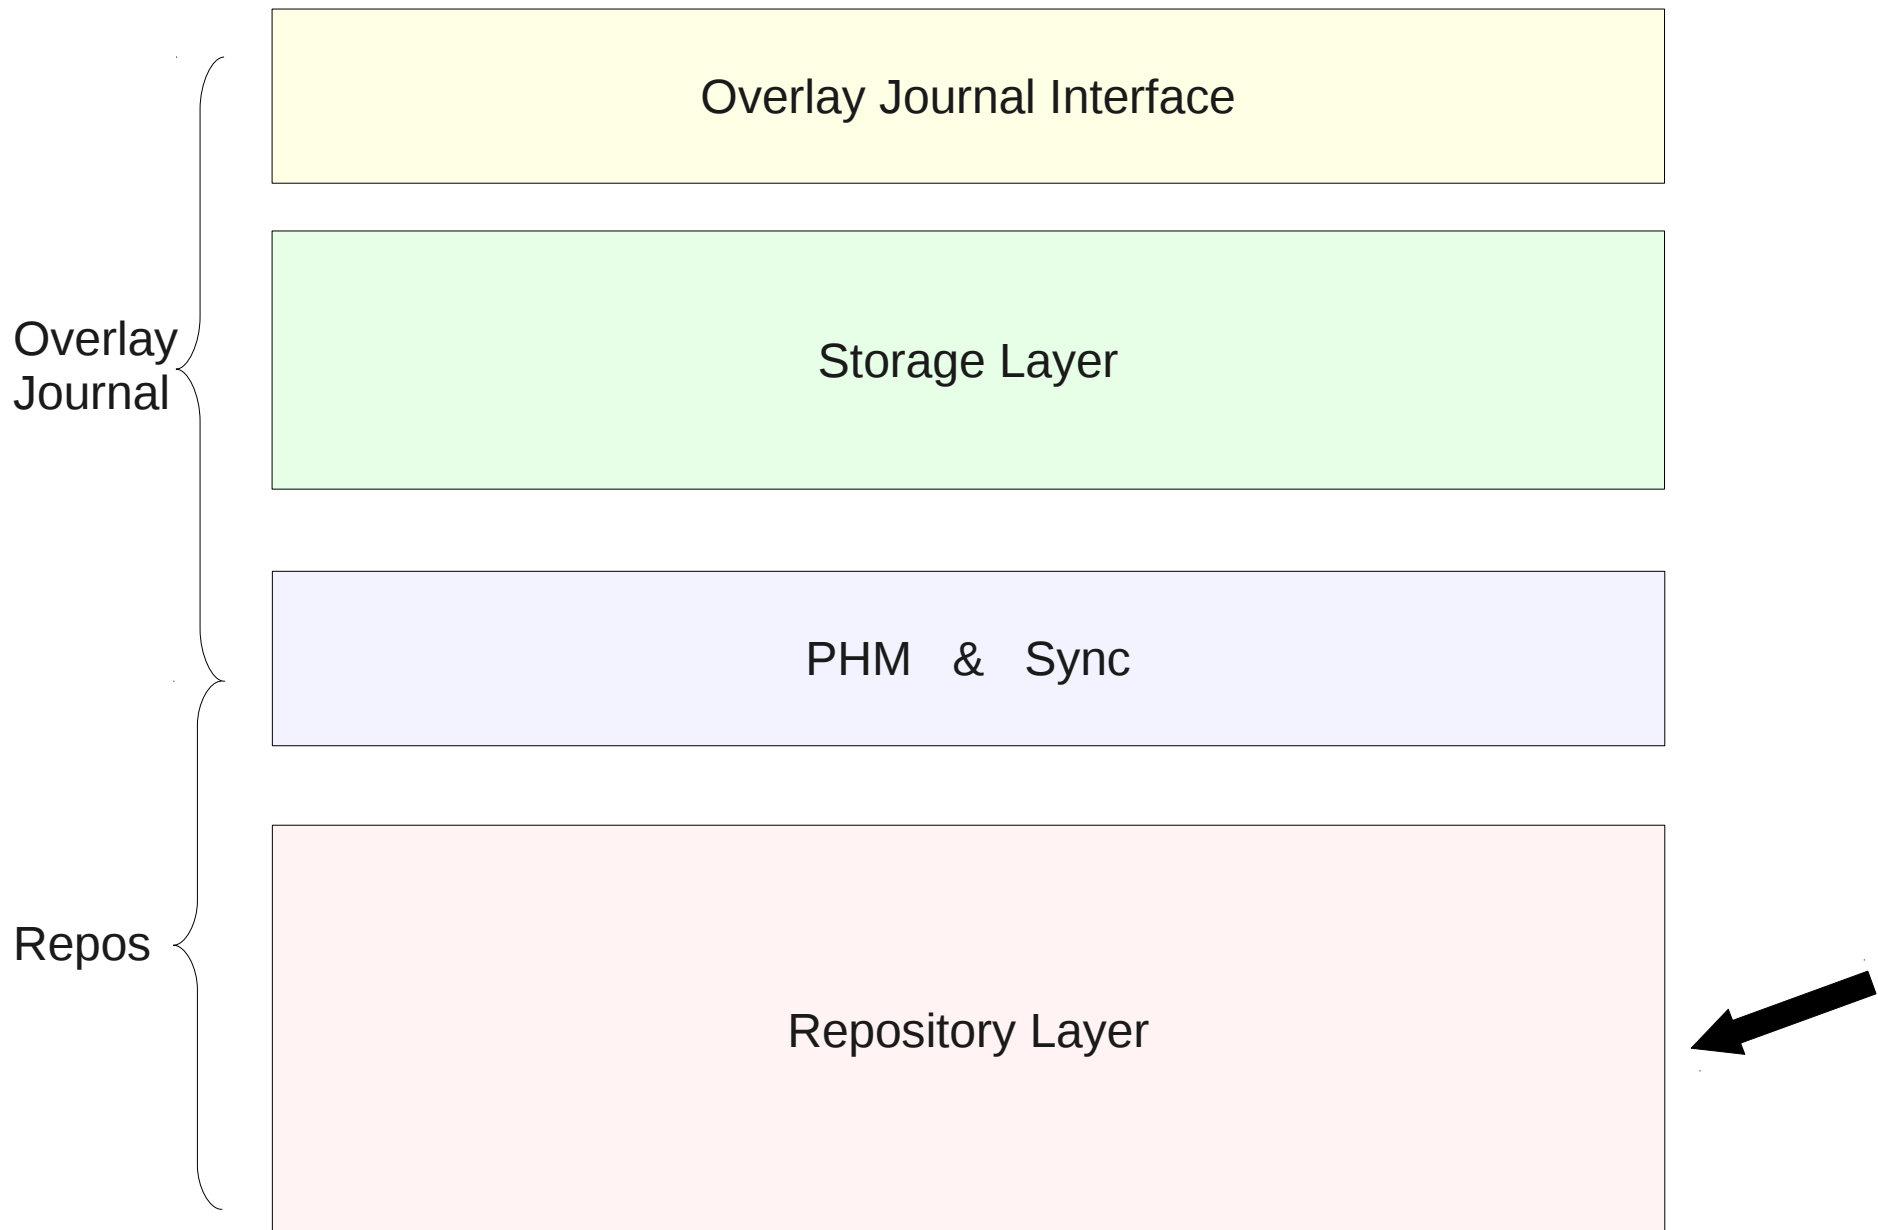 Overlay Journal Interface
Overlay
Journal
Storage Layer
PHM & Sync
Repos
Repository Layer